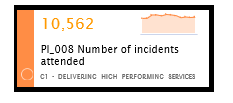 10,562
PI_008 Number of incidents
attended
C1 - DELIVERING HIGH PERFORMING SERVICES